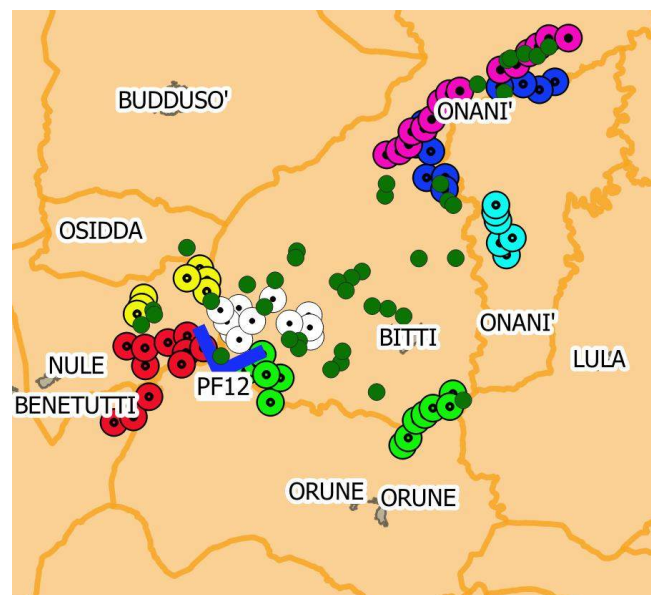 BUDDUSO'
ONANI'
OSIDDA
ONANI'
BITTI
LULA
NULE
PF12
BENETUTTI
ORUNE ORUNE